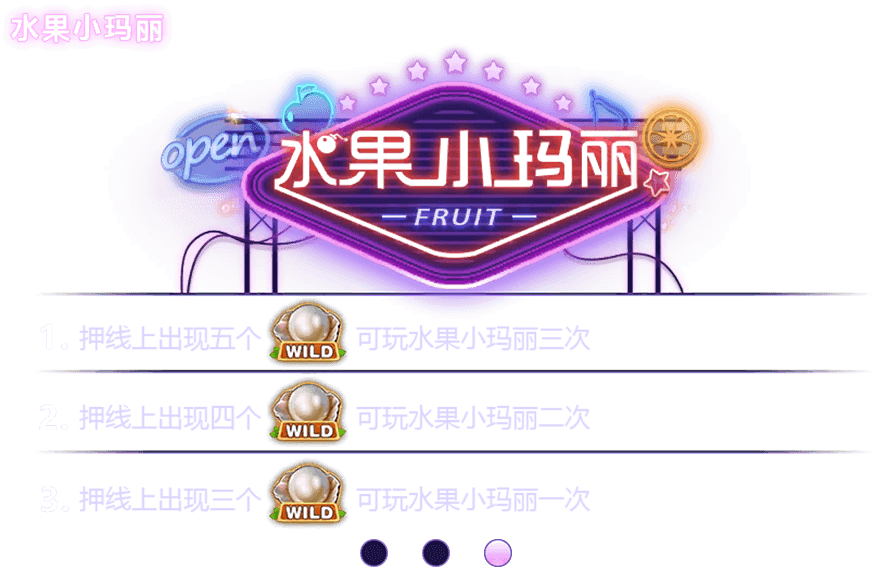 水果小玛丽
open
水果小玛丽
FRUIT
1. 押线上出现五个 WILD 可玩水果小玛丽三次
2. 押线上出现四个 WILD 可玩水果小玛丽二次
3. 押线上出现三个 WILD 可玩水果小玛丽一次